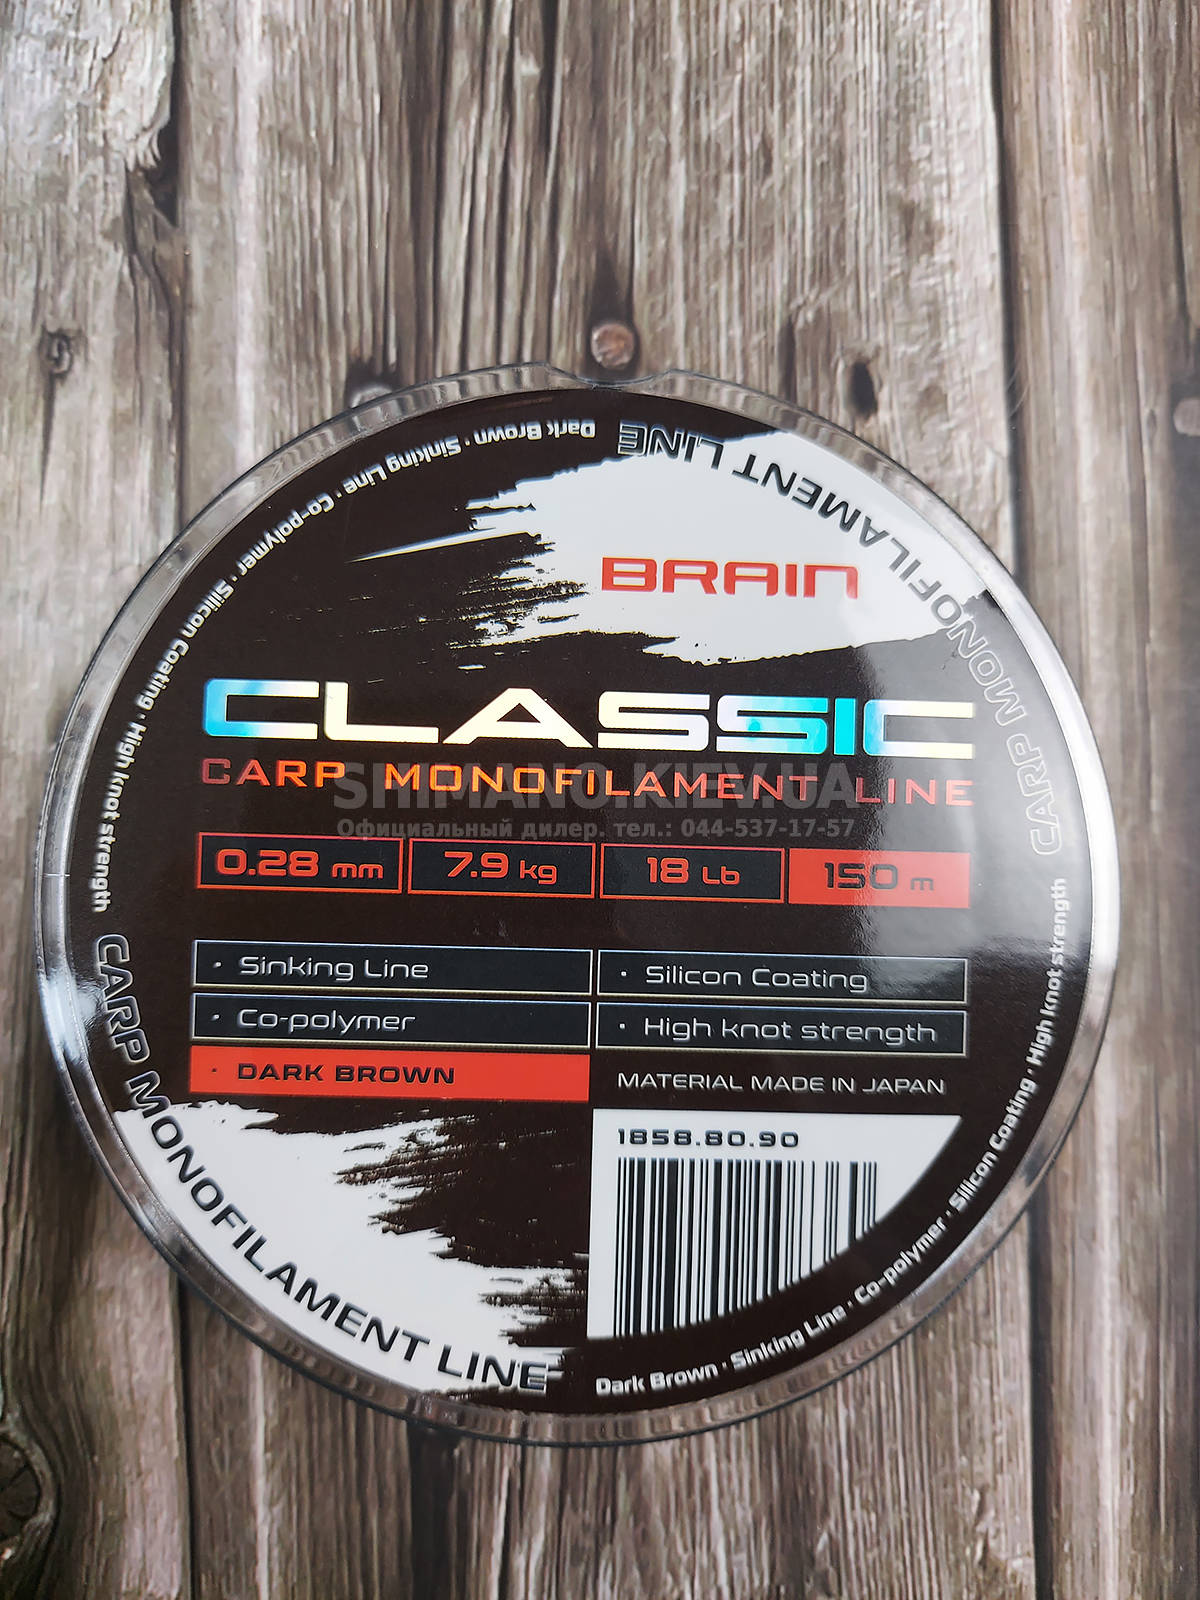 BRAIN
CLASSIC
CARP MONOFILAMENT LINE
SHIMANO.KIEV.UA
Официальный дилер. тел.: 044-537-17-57
0.28 mm 7.9 kg 18 Lb 150 m
· Sinking Line
· Silicon Coating
· Co-polymer
· High knot strength
· DARK BROWN
MATERIAL MADE IN JAPAN
1858.80.90
CARP MONOFILAMENT LINE
Dark Brown · Sinking Line · Co-polymer · Silicon Coating · High knot strength
CARP MONOFILAMENT LINE
Dark Brown · Sinking Line · Co-polymer · Silicon Coating · High knot strength